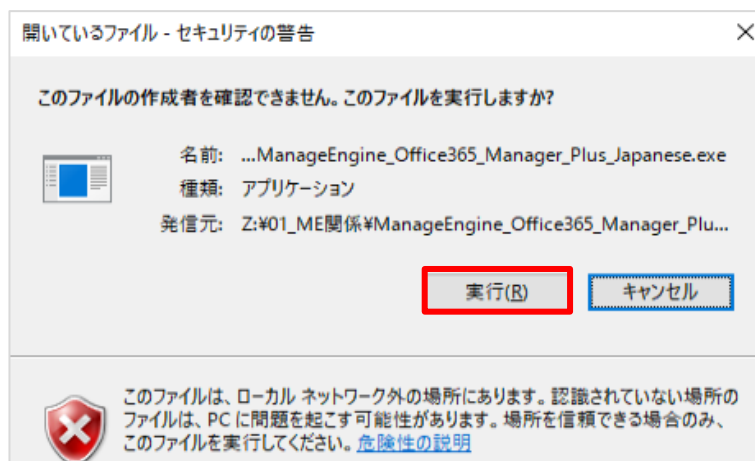 開いているファイル - セキュリティの警告
このファイルの作成者を確認できません。このファイルを実行しますか?
名前: ...ManageEngine_Office365_Manager_Plus_Japanese.exe
種類: アプリケーション
発信元: Z:¥01_ME関係¥ManageEngine_Office365_Manager_Plu...
実行(R) キャンセル
このファイルは、ローカル ネットワーク外の場所にあります。認識されていない場所の
ファイルは、PC に問題を起こす可能性があります。場所を信頼できる場合のみ、
このファイルを実行してください。危険性の説明